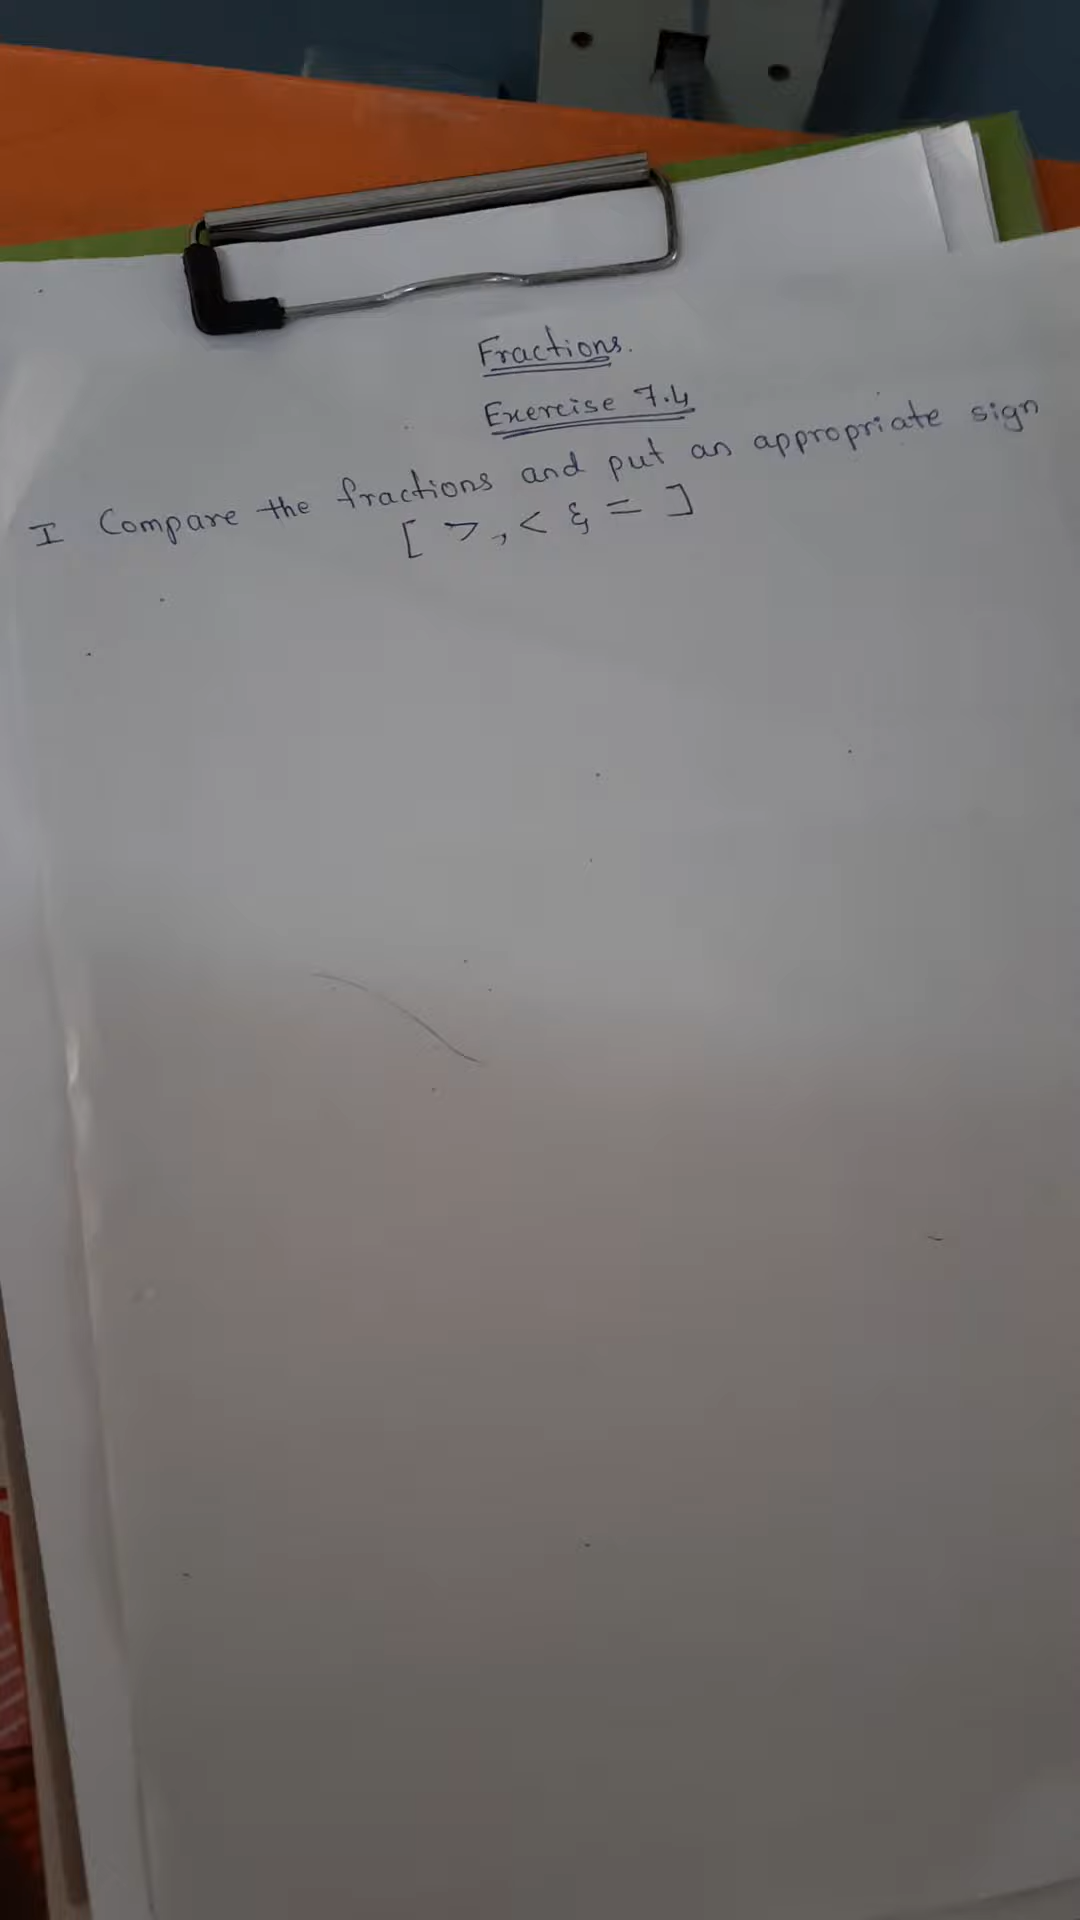 Fractions.
Exercise 7.4
I Compare the fractions and put an appropriate sign
[ >, < & = ]